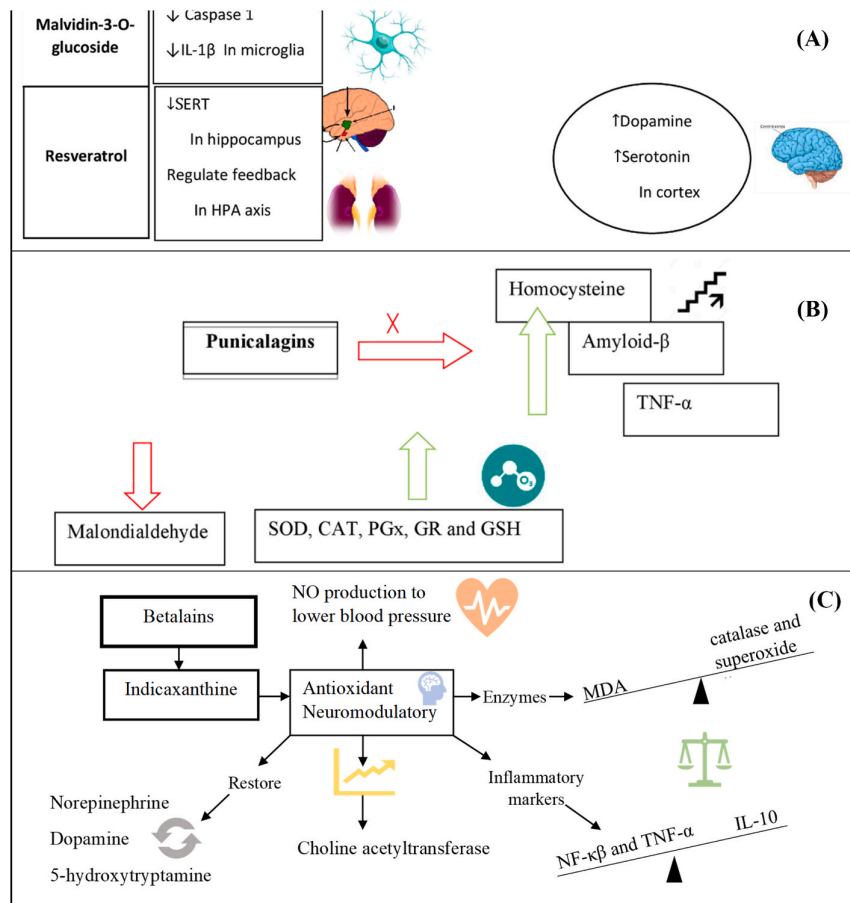 Malvidin-3-O-
glucoside
↓ Caspase 1
↓IL-1β In microglia
(A)
Resveratrol
↓SERT
In hippocampus
Regulate feedback
In HPA axis
↑Dopamine
↑Serotonin
In cortex
(B)
Punicalagins
X
Homocysteine
Amyloid-β
TNF-α
Malondialdehyde
SOD, CAT, PGx, GR and GSH
(C)
Betalains
Indicaxanthine
NO production to
lower blood pressure
Antioxidant
Neuromodulatory
Enzymes
MDA
catalase and
superoxide
Restore
Norepinephrine
Dopamine
5-hydroxytryptamine
Choline acetyltransferase
Inflammatory
markers
NF-κβ and TNF-α
IL-10